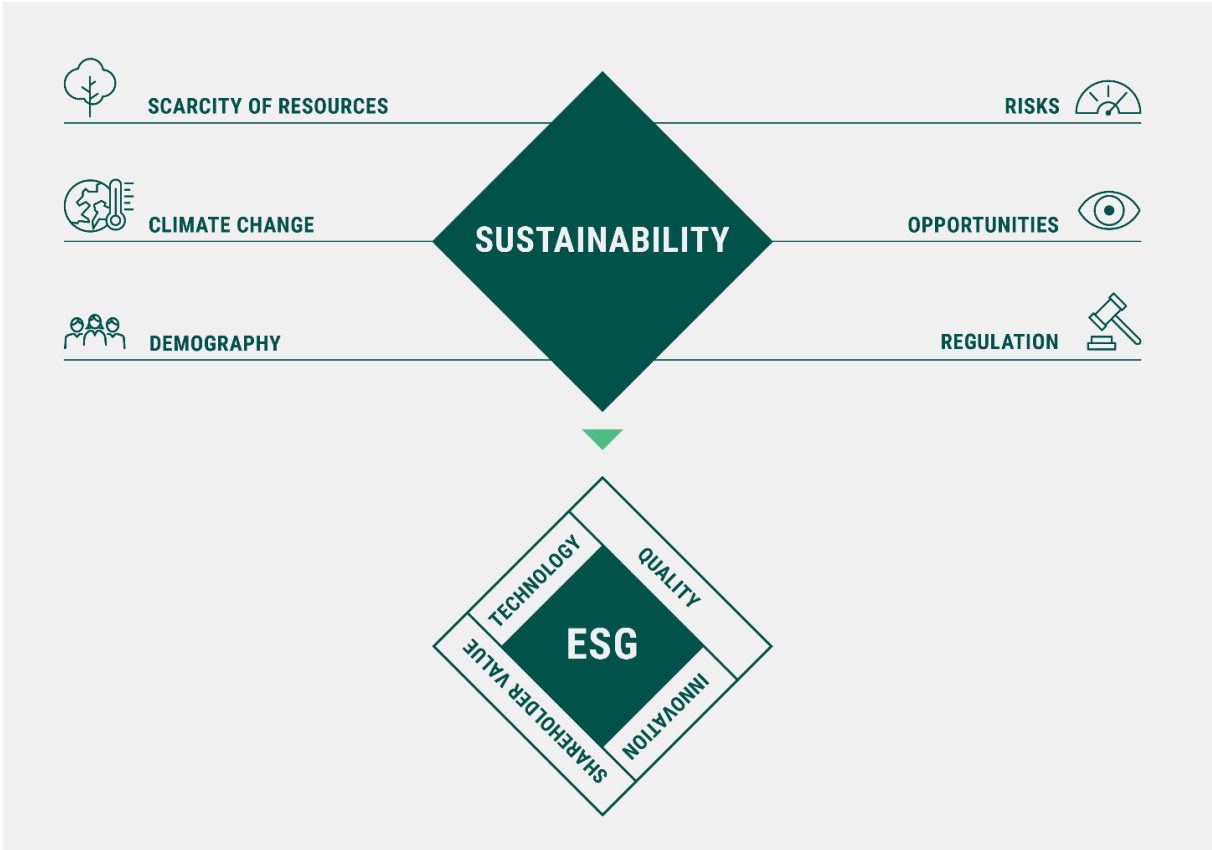 SCARCITY OF RESOURCES
RISKS
CLIMATE CHANGE
SUSTAINABILITY
OPPORTUNITIES
DEMOGRAPHY
REGULATION
TECHNOLOGY
QUALITY
ESG
SHAREHOLDER VALUE
INNOVATION